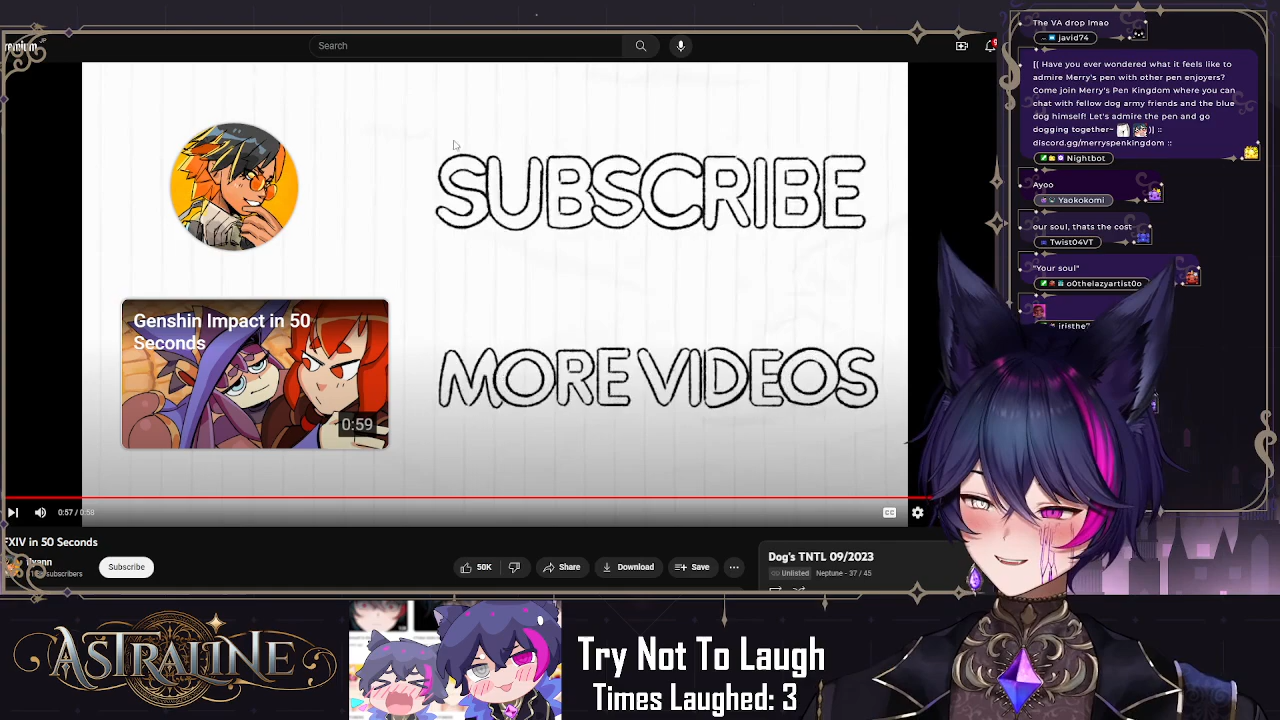 Search
SUBSCRIBE
Genshin Impact in 50
Seconds
0:59
MORE VIDEOS
0:57 / 0:58
CC
FXIV in 50 Seconds
Subscribe
50K
Share
Download
Save
Dog's TNTL 09/2023
Unlisted
Neptune - 37 / 45
The VA drop lmao
javid74
[( Have you ever wondered what it feels like to
admire Merry's pen with other pen enjoyers?
Come join Merry's Pen Kingdom where you can
chat with fellow dog army friends and the blue
dog himself! Let's admire the pen and go
dogging together~ )] ::
discord.gg/merryspenkingdom ::
Nightbot
Ayoo
Yaokokomi
our soul, thats the cost
Twist04VT
"Your soul"
o0thelazyartist0o
iristhe
ASTRALINE
Try Not To Laugh
Times Laughed: 3